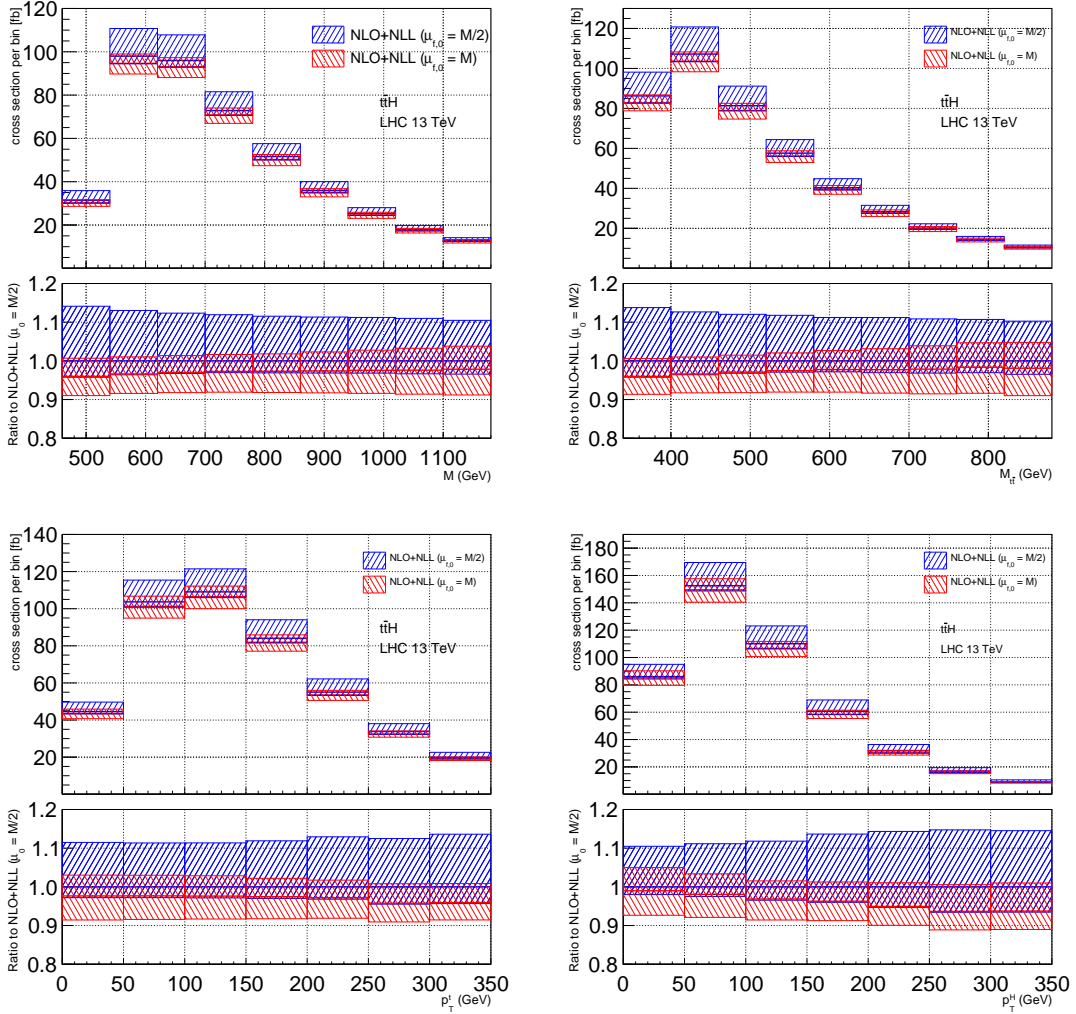 cross section per bin [fb]
120
100
80
60
40
20
NLO+NLL (μf,0 = M/2)
NLO+NLL (μf,0 = M)
tt̄H
LHC 13 TeV
Ratio to NLO+NLL (μ0 = M/2)
1.2
1.1
1.0
0.9
0.8
500 600 700 800 900 1000 1100
M (GeV)
cross section per bin [fb]
120
100
80
60
40
20
NLO+NLL (μf,0 = M/2)
NLO+NLL (μf,0 = M)
tt̄H
LHC 13 TeV
Ratio to NLO+NLL (μ0 = M/2)
1.2
1.1
1.0
0.9
0.8
400 500 600 700 800
Mtt̄ (GeV)
cross section per bin [fb]
140
120
100
80
60
40
20
NLO+NLL (μf,0 = M/2)
NLO+NLL (μf,0 = M)
tt̄H
LHC 13 TeV
Ratio to NLO+NLL (μ0 = M/2)
1.2
1.1
1.0
0.9
0.8
0 50 100 150 200 250 300 350
pTt (GeV)
cross section per bin [fb]
180
160
140
120
100
80
60
40
20
NLO+NLL (μf,0 = M/2)
NLO+NLL (μf,0 = M)
tt̄H
LHC 13 TeV
Ratio to NLO+NLL (μ0 = M/2)
1.2
1.1
1.0
0.9
0.8
0 50 100 150 200 250 300 350
pTH (GeV)